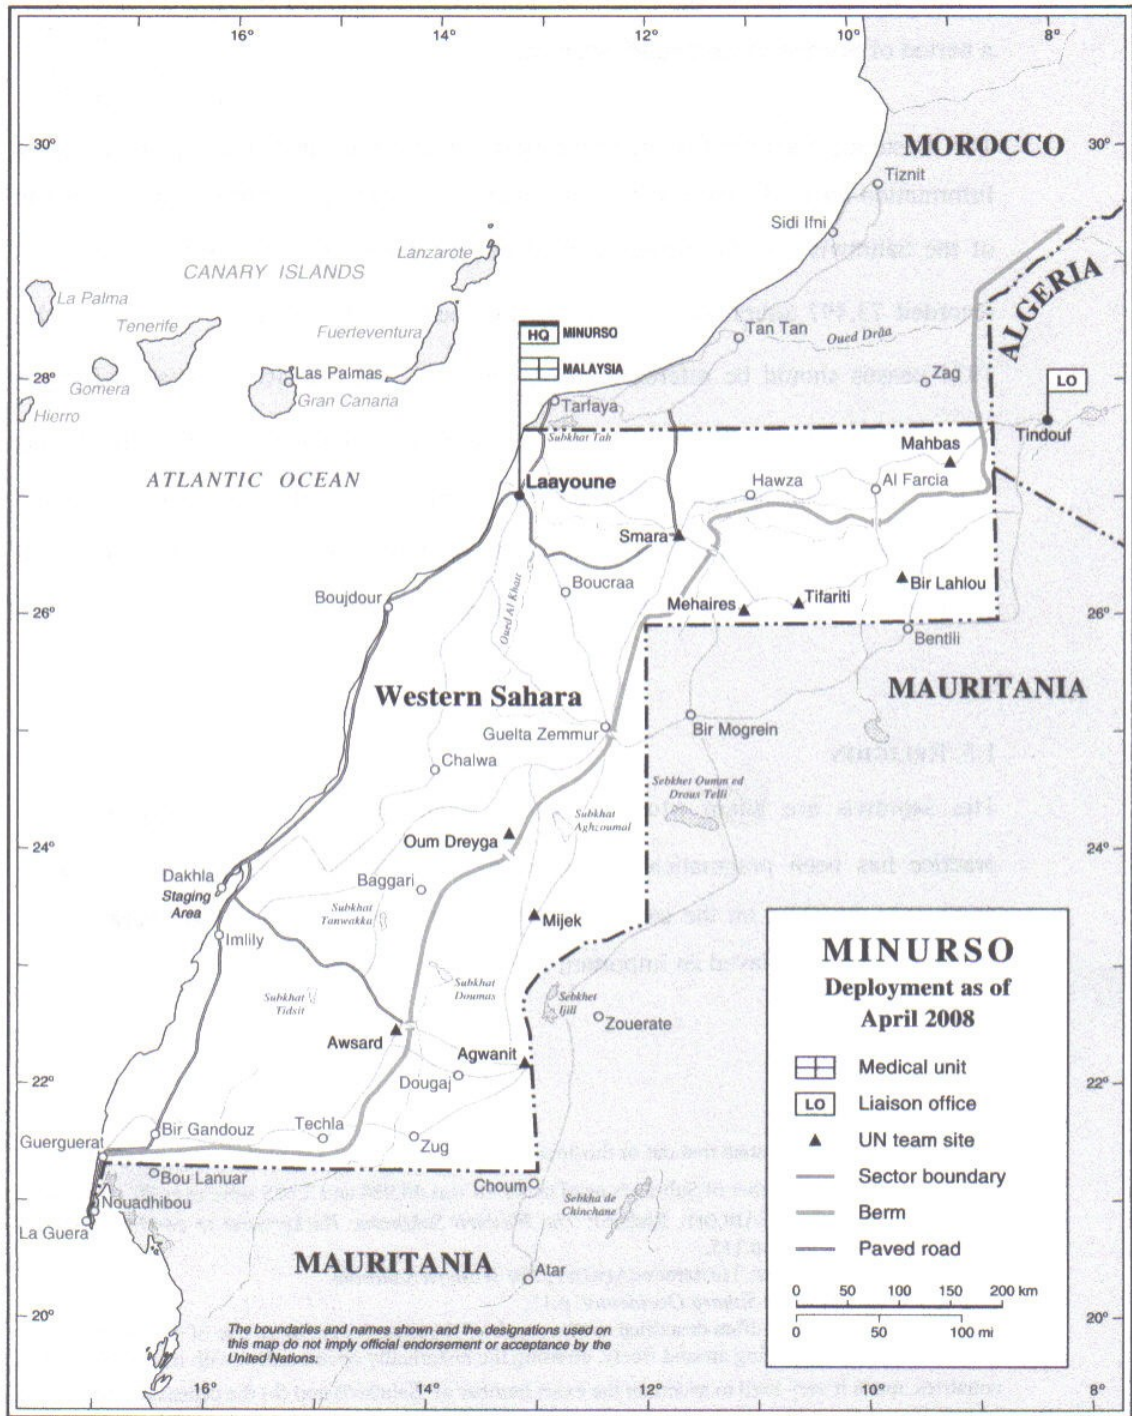 16°
14°
12°
10°
8°
30°
MOROCCO
30°
Tiznit
Sidi Ifni
Lanzarote
CANARY ISLANDS
ALGERIA
La Palma
Tenerife
Fuerteventura
HQ
MINURSO
Tan Tan
Oued Drâa
MALAYSIA
28°
Gomera
Las Palmas
Zag
LO
Hierro
Gran Canaria
Tarfaya
Tindouf
Subkhat Tah
Mahbas
ATLANTIC OCEAN
Laayoune
Hawza
Al Farcia
Smara
Boucraa
Bir Lahlou
Boujdour
Oued Al Khatt
Mehaires
Tifariti
26°
26°
Bentili
Western Sahara
MAURITANIA
Guelta Zemmur
Bir Mogrein
Chalwa
Sebkhet Oumm ed
Drous Telli
Subkhat
Aghzoumal
Oum Dreyga
24°
24°
Dakhla
Staging
Area
Baggari
Subkhat
Tanwakka
Mijek
Imlily
Subkhat
Doumas
Subkhat
Tidsit
Sebkhet
Ijill
Zouerate
Awsard
Agwanit
Dougaj
22°
22°
Bir Gandouz
Techla
Zug
Guerguerat
Bou Lanuar
Choum
Nouadhibou
Sebkha de
Chinchane
La Guera
MAURITANIA
Atar
20°
20°
MINURSO
Deployment as of
April 2008
Medical unit
LO
Liaison office
UN team site
Sector boundary
Berm
Paved road
0 50 100 150 200 km
0 50 100 mi
The boundaries and names shown and the designations used on
this map do not imply official endorsement or acceptance by the
United Nations.
16°
14°
12°
10°
8°